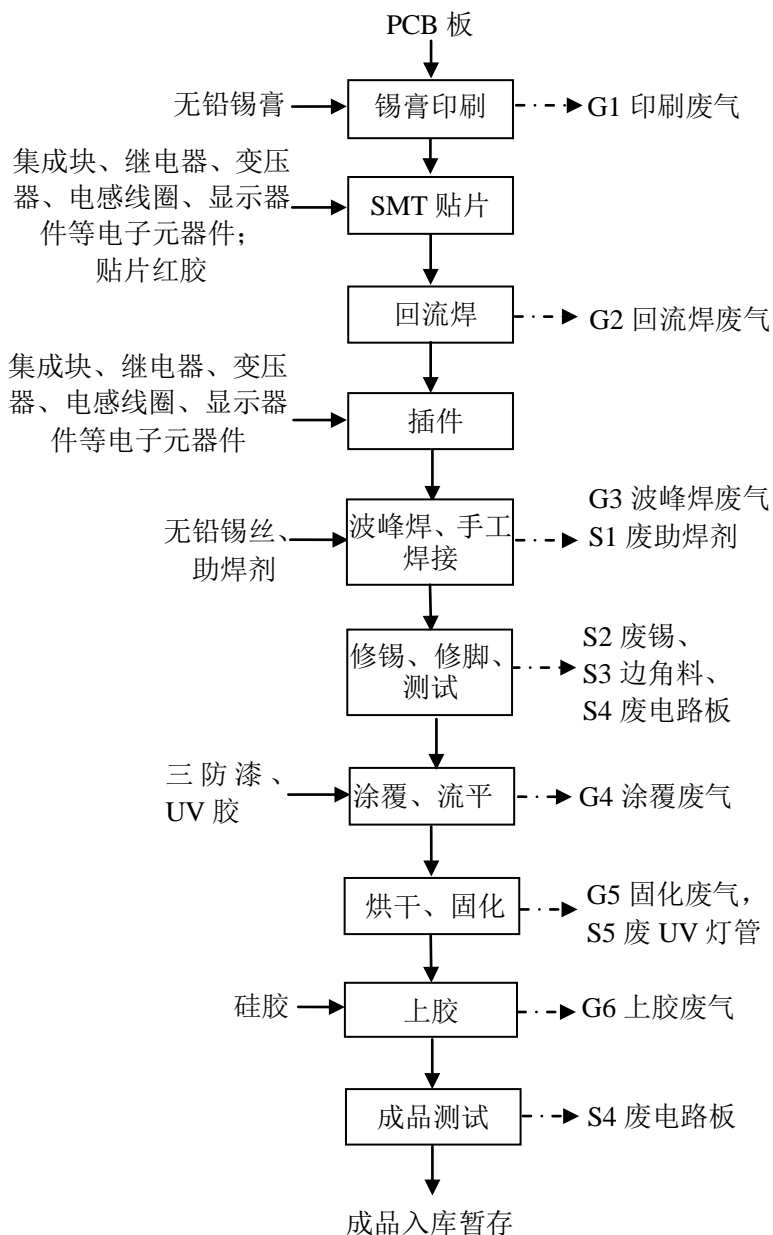 PCB 板
无铅锡膏
锡膏印刷
G1 印刷废气
集成块、继电器、变压
器、电感线圈、显示器
件等电子元器件；
贴片红胶
SMT 贴片
回流焊
G2 回流焊废气
集成块、继电器、变压
器、电感线圈、显示器
件等电子元器件
插件
无铅锡丝、
助焊剂
波峰焊、手工
焊接
G3 波峰焊废气
S1 废助焊剂
修锡、修脚、
测试
S2 废锡、
S3 边角料、
S4 废电路板
三 防 漆 、
UV 胶
涂覆、流平
G4 涂覆废气
烘干、固化
G5 固化废气，
S5 废 UV 灯管
硅胶
上胶
G6 上胶废气
成品测试
S4 废电路板
成品入库暂存